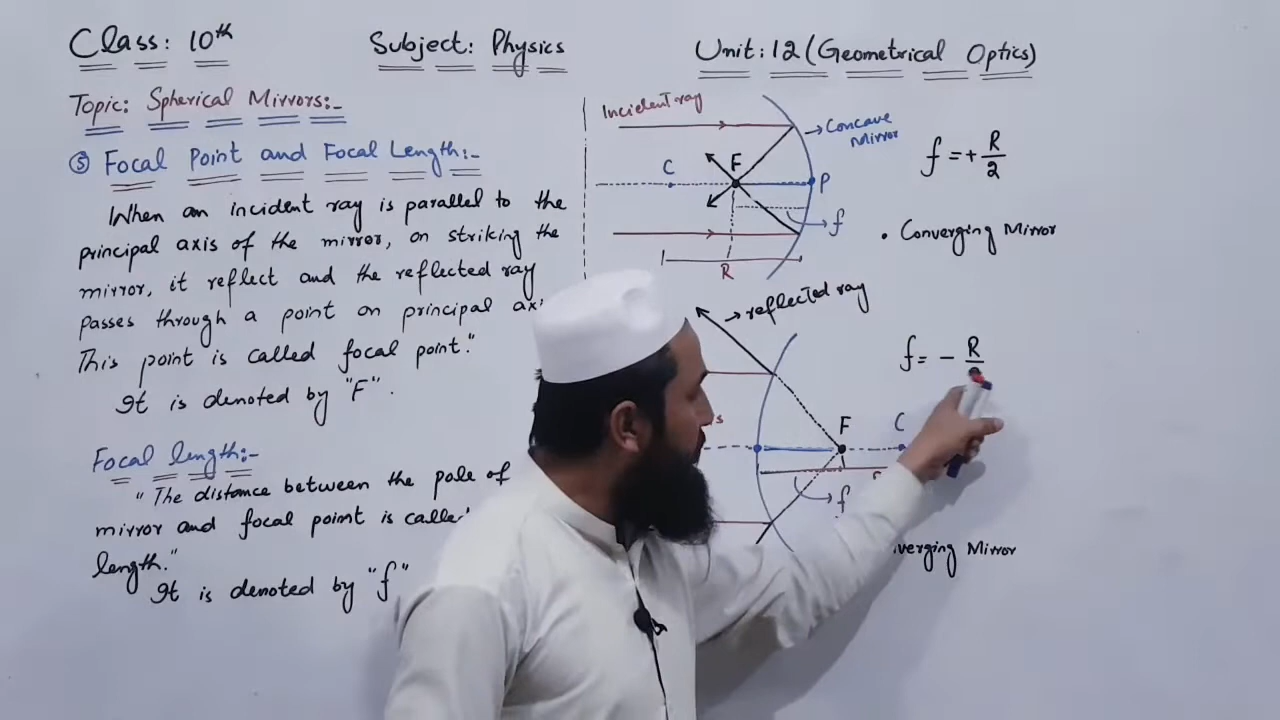 Class: 10th Subject: Physics Unit: 12 (Geometrical Optics)
Topic: Spherical Mirrors:-
⑤ Focal Point and Focal Length:-
When an incident ray is parallel to the
principal axis of the mirror, on striking the
mirror, it reflect and the reflected ray
passes through a point on principal ax
This point is called focal point."
It is denoted by "F".
Focal length:-
"The distance between the pole of
mirror and focal point is called
length."
It is denoted by "f"
Incident ray
→Concave
Mirror
C F P
f
R
f = + R/2
• Converging Mirror
→reflected ray
f = - R
s
F C
f
verging Mirror